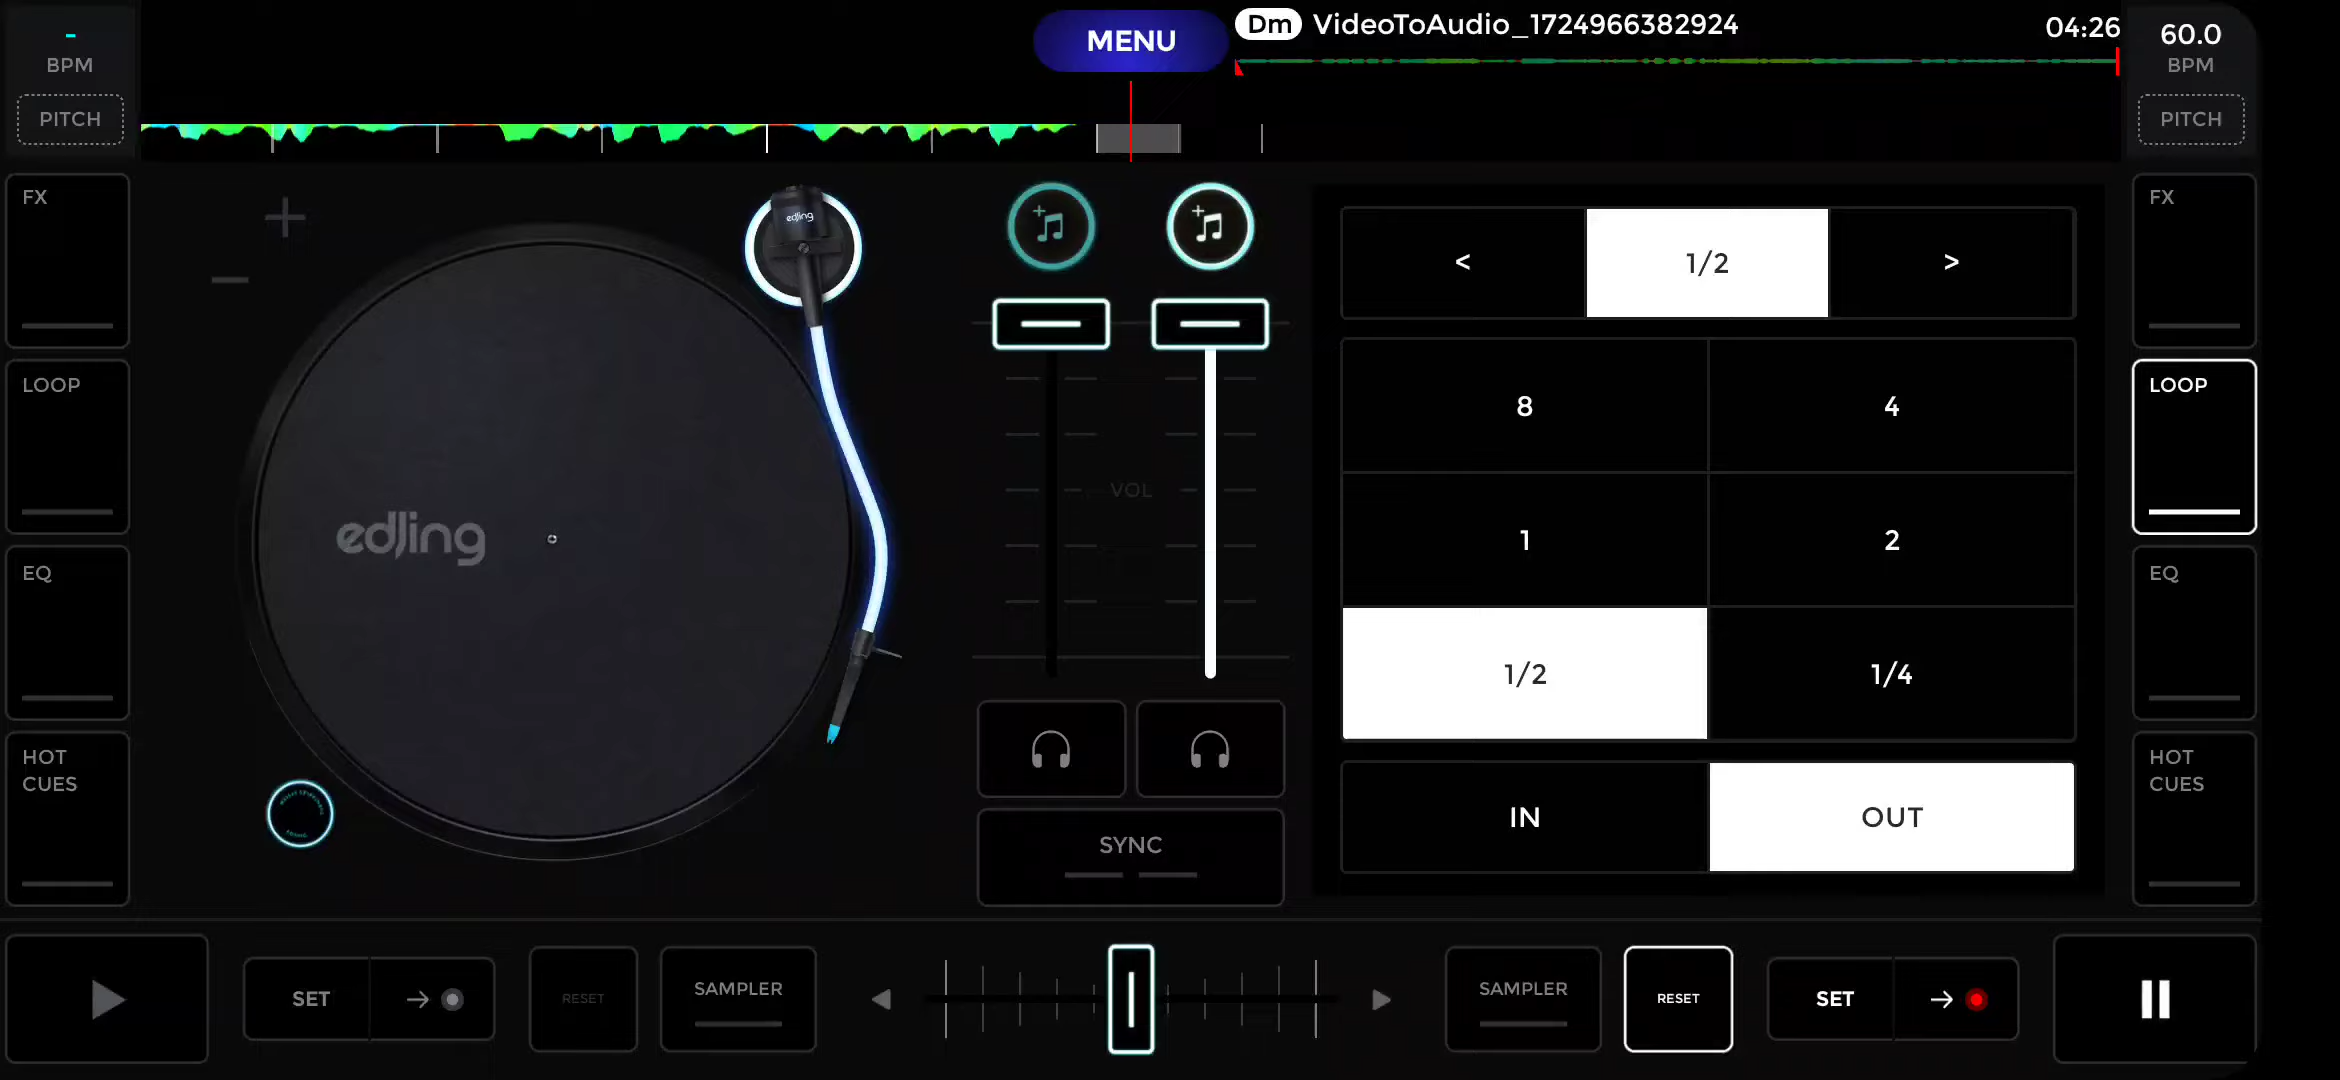 -
BPM
PITCH
MENU
Dm VideoToAudio_1724966382924
04:26
60.0
BPM
PITCH
FX
LOOP
EQ
HOT
CUES
edjing
edjing
VOL
SYNC
< 1/2 >
8 4
1 2
1/2 1/4
IN OUT
FX
LOOP
EQ
HOT
CUES
SET
RESET
SAMPLER
SAMPLER
RESET
SET